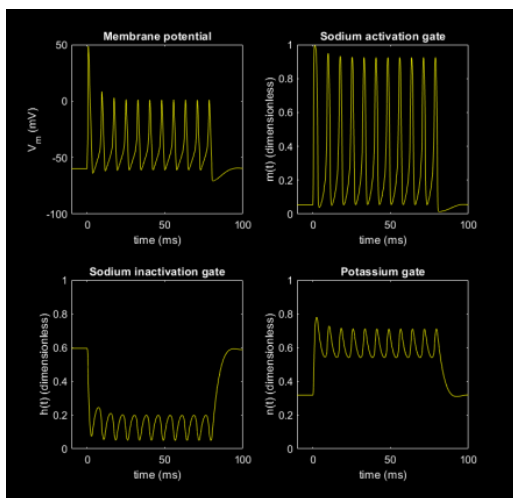 Membrane potential
50
0
-50
-100
V_m (mV)
0 50 100
time (ms)
Sodium activation gate
1
0.8
0.6
0.4
0.2
0
m(t) (dimensionless)
0 50 100
time (ms)
Sodium inactivation gate
1
0.8
0.6
0.4
0.2
0
h(t) (dimensionless)
0 50 100
time (ms)
Potassium gate
1
0.8
0.6
0.4
0.2
0
n(t) (dimensionless)
0 50 100
time (ms)